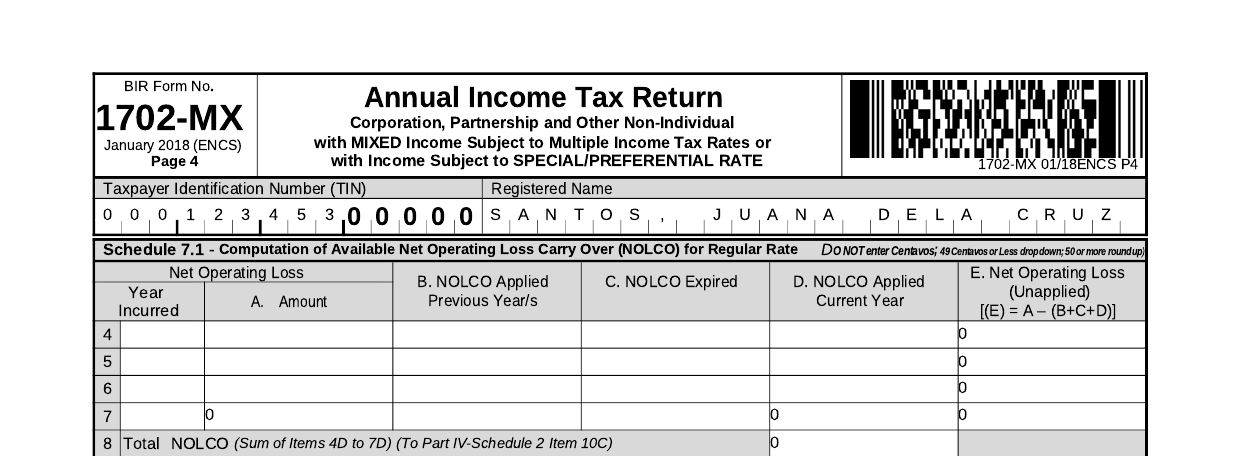 BIR Form No.
1702-MX
January 2018 (ENCS)
Page 4
Annual Income Tax Return
Corporation, Partnership and Other Non-Individual
with MIXED Income Subject to Multiple Income Tax Rates or
with Income Subject to SPECIAL/PREFERENTIAL RATE
1702-MX 01/18ENCS P4
Taxpayer Identification Number (TIN) Registered Name
0 0 0 1 2 3 4 5 3 0 0 0 0 0 S A N T O S , J U A N A D E L A C R U Z
Schedule 7.1 - Computation of Available Net Operating Loss Carry Over (NOLCO) for Regular Rate Do NOT enter Centavos; 49 Centavos or Less drop down; 50 or more round up)
Net Operating Loss
Year
Incurred
A. Amount
B. NOLCO Applied
Previous Year/s
C. NOLCO Expired
D. NOLCO Applied
Current Year
E. Net Operating Loss
(Unapplied)
[(E) = A – (B+C+D)]
4 0
5 0
6 0
7 0 0 0
8 Total NOLCO (Sum of Items 4D to 7D) (To Part IV-Schedule 2 Item 10C) 0